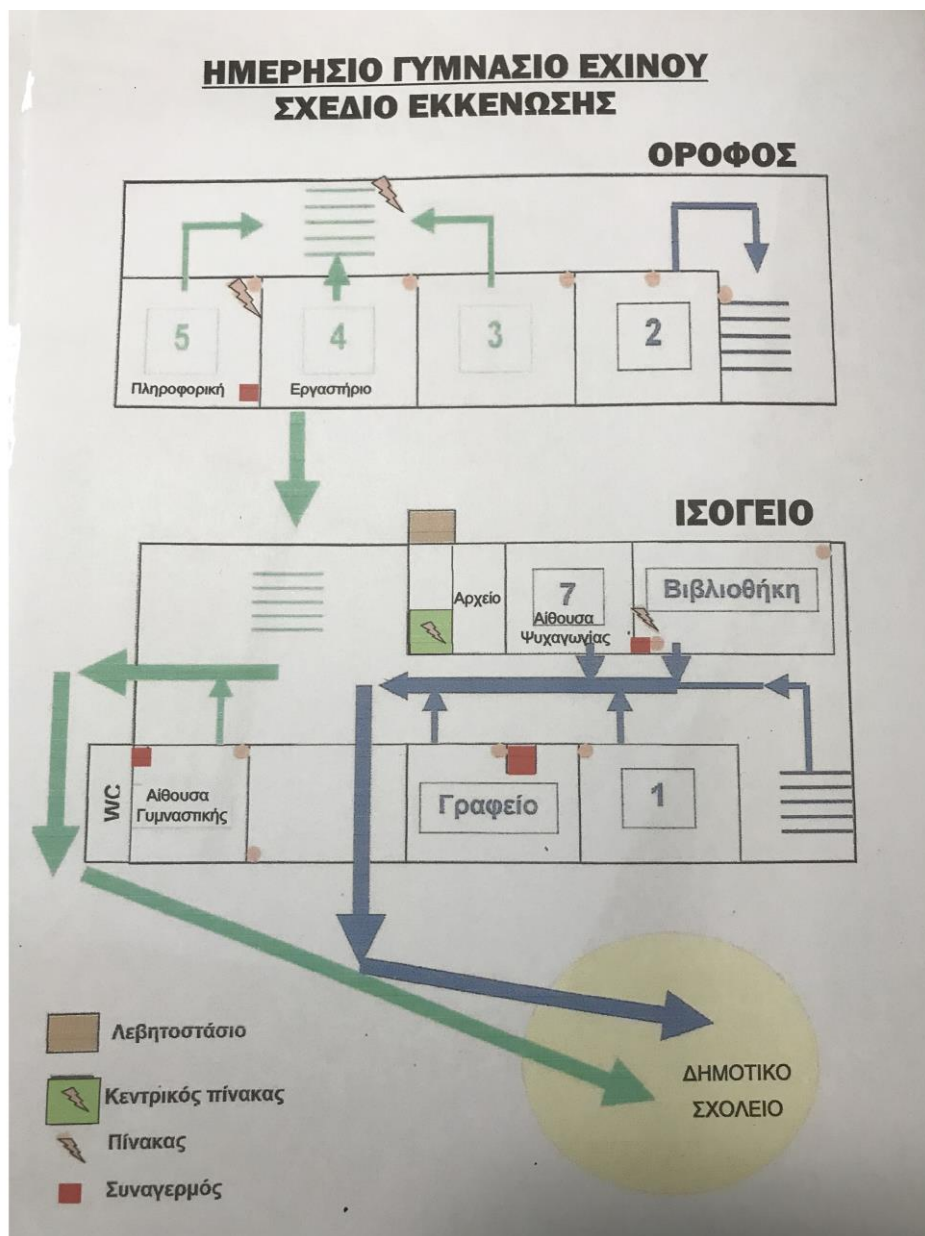 ΗΜΕΡΗΣΙΟ ΓΥΜΝΑΣΙΟ ΕΧΙΝΟΥ
ΣΧΕΔΙΟ ΕΚΚΕΝΩΣΗΣ
ΟΡΟΦΟΣ
5
4
3
2
Πληροφορική
Εργαστήριο
ΙΣΟΓΕΙΟ
Αρχείο
7
Αίθουσα
Ψυχαγωγίας
Βιβλιοθήκη
WC
Αίθουσα
Γυμναστικής
Γραφείο
1
Λεβητοστάσιο
Κεντρικός πίνακας
Πίνακας
Συναγερμός
ΔΗΜΟΤΙΚΟ
ΣΧΟΛΕΙΟ